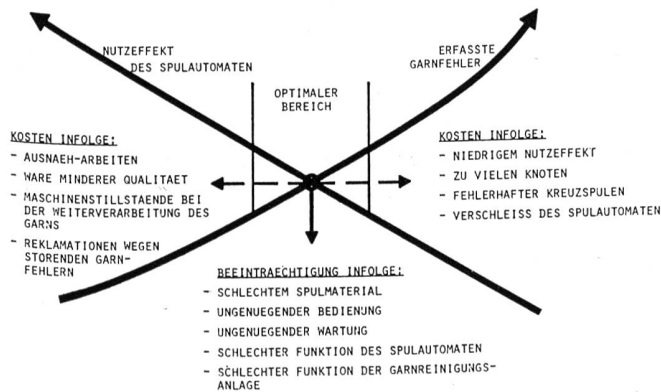 NUTZEFFEKT
DES SPULAUTOMATEN
ERFASSTE
GARNFEHLER
OPTIMALER
BEREICH
KOSTEN INFOLGE:
- AUSNAEH-ARBEITEN
- WARE MINDERER QUALITAET
- MASCHINENSTILLSTAENDE BEI
DER WEITERVERARBEITUNG DES
GARNS
- REKLAMATIONEN WEGEN
STORENDEN GARN-
FEHLERN
KOSTEN INFOLGE:
- NIEDRIGEM NUTZEFFEKT
- ZU VIELEN KNOTEN
- FEHLERHAFTER KREUZSPULEN
- VERSCHLEISS DES SPULAUTOMATEN
BEEINTRAECHTIGUNG INFOLGE:
- SCHLECHTEM SPULMATERIAL
- UNGENUEGENDER BEDIENUNG
- UNGENUEGENDER WARTUNG
- SCHLECHTER FUNKTION DES SPULAUTOMATEN
- SCHLECHTER FUNKTION DER GARNREINIGUNGS-
ANLAGE